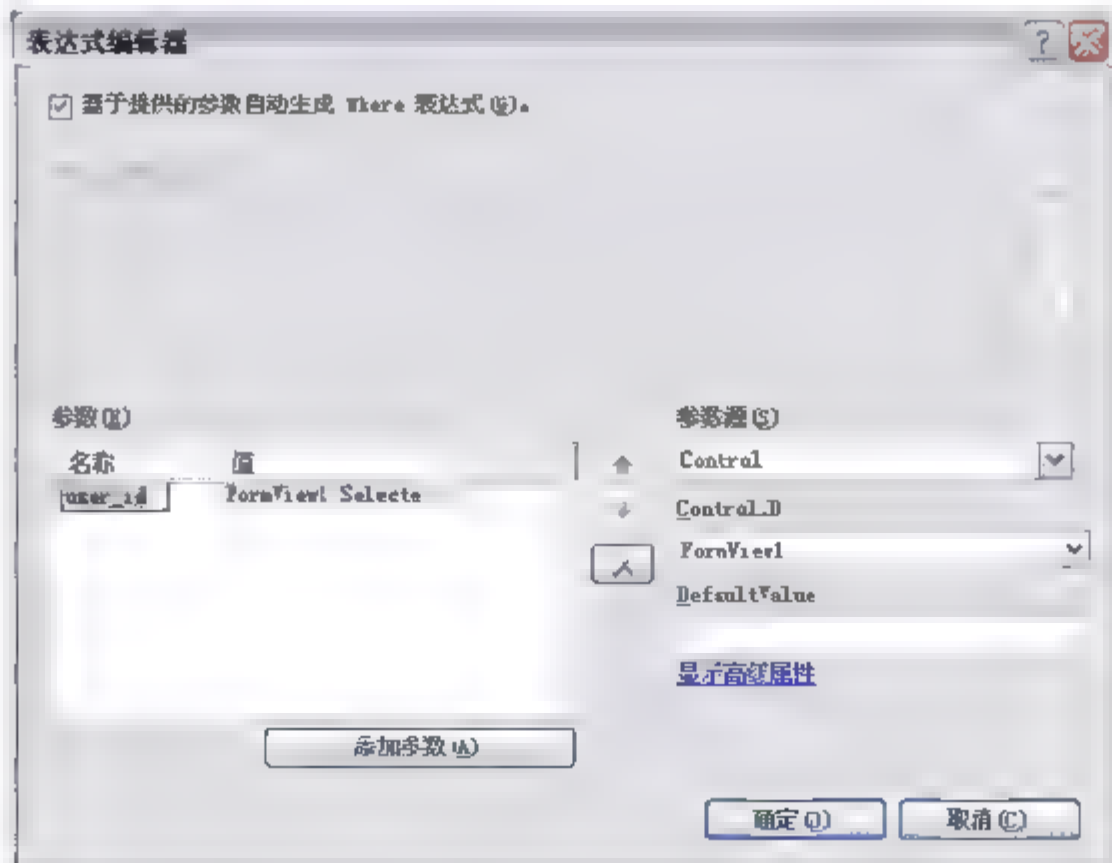 表达式编辑器
基于提供的参数自动生成 Where 表达式(W)。
参数(M)
名称 值
user_id FormView1 Selecte
参数源(S)
Control
ControlID
FormView1
DefaultValue
显示高级属性
添加参数(A)
确定
取消(C)